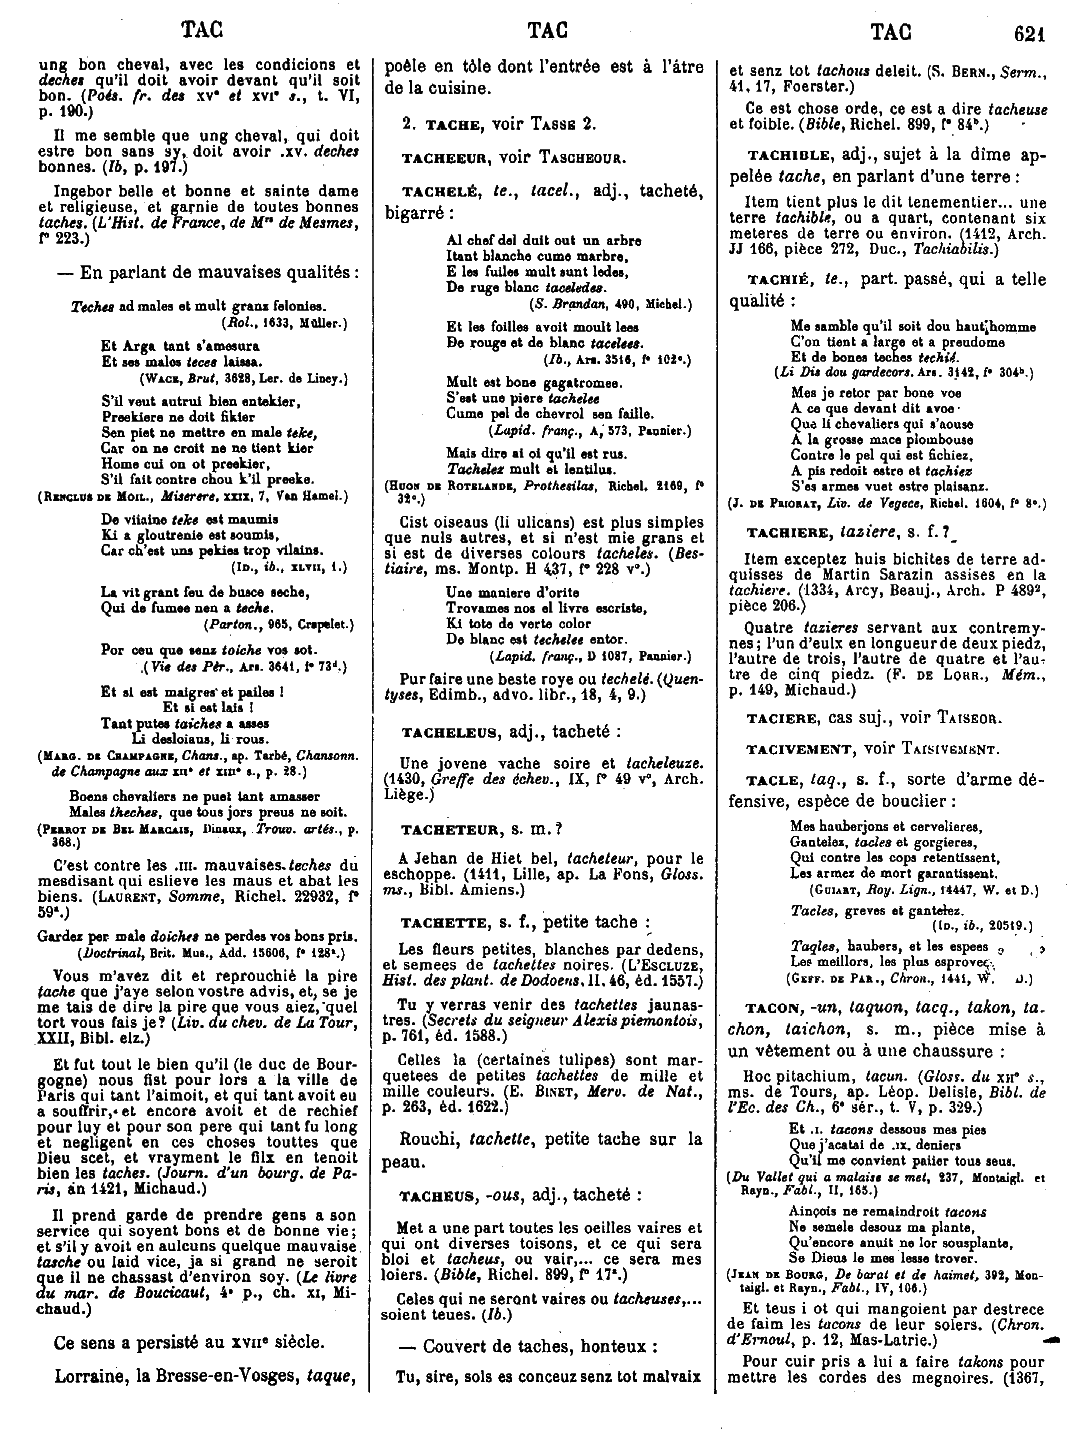 TAC
TAC
TAC
621
ung bon cheval, avec les condicions et
deches qu'il doit avoir devant qu'il soit
bon. (Poés. fr. des xvᵉ et xvıᵉ s., t. VI,
p. 190.)
Il me semble que ung cheval, qui doit
estre bon sans sy, doit avoir .xv. deches
bonnes. (Ib, p. 197.)
Ingebor belle et bonne et sainte dame
et religieuse, et garnie de toutes bonnes
taches. (L'Hist. de France, de Mᵐ de Mesmes,
fᵒ 223.)
— En parlant de mauvaises qualités :
Teches ad males et mult granz felonies.
(Rol., 1633, Müller.)
Et Arga tant s'amesura
Et ses males teces laissa.
(Wace, Brut, 3628, Ler. de Lincy.)
S'il veut autrui bien entekier,
Preekiere ne doit fikier
Sen piet ne mettre en male teke,
Car on ne croit ne ne tient kier
Home cui on ot preekier,
S'il fait contre chou k'il preeke.
(Renclus de Moil., Miserere, xxix, 7, Van Hamel.)
De vilaine teke est maumis
Ki a gloutrenie est soumis,
Car ch'est uns pekies trop vilains.
(Id., ib., xlvii, 1.)
La vit grant feu de busce seche,
Qui de fumee nen a teche.
(Parton., 965, Crapelet.)
Por ceu que senz toiche vos sot.
(Vie des Pèr., Ars. 3641, fᵒ 73ᵈ.)
Et si est maigres et pailes !
Et si est lais !
Tant putes taiches a asses
Li desloiaus, li rous.
(Marg. de Champagne, Chans., ap. Tarbé, Chansonn.
de Champagne aux xııᵉ et xıııᵉ s., p. 28.)
Boens chevaliers ne puet tant amasser
Males theches, que tous jors preus ne soit.
(Perrot de Bel Marcais, Dinaux, Trouv. artés., p.
368.)
C'est contre les .iii. mauvaises teches du
mesdisant qui eslieve les maus et abat les
biens. (Laurent, Somme, Richel. 22932, fᵒ
59ᵃ.)
Gardez per male doiches ne perdes vos bons pris.
(Doctrinal, Brit. Mus., Add. 15606, fᵒ 128ᵃ.)
Vous m'avez dit et reprouchié la pire
tache que j'aye selon vostre advis, et, se je
me tais de dire la pire que vous aiez, quel
tort vous fais je? (Liv. du chev. de La Tour,
XXII, Bibl. elz.)
Et fut tout le bien qu'il (le duc de Bour-
gogne) nous fist pour lors a la ville de
Paris qui tant l'aimoit, et qui tant avoit eu
a souffrir, et encore avoit et de rechief
pour luy et pour son pere qui tant fu long
et negligent en ces choses touttes que
Dieu scet, et vrayment le filz en tenoit
bien les taches. (Journ. d'un bourg. de Pa-
ris, an 1421, Michaud.)
Il prend garde de prendre gens a son
service qui soyent bons et de bonne vie;
et s'il y avoit en aulcuns quelque mauvaise
tasche ou laid vice, ja si grand ne seroit
que il ne chassast d'environ soy. (Le livre
du mar. de Boucicaut, 4ᵉ p., ch. xi, Mi-
chaud.)
Ce sens a persisté au xvııᵉ siècle.
Lorraine, la Bresse-en-Vosges, taque,
poêle en tôle dont l'entrée est à l'âtre
de la cuisine.
2. TACHE, voir Tasse 2.
TACHEEUR, voir Tascheour.
TACHELÉ, te., tacel., adj., tacheté,
bigarré :
Al chef del duit out un arbre
Itant blanche cume marbre,
E les fuiles mult sunt ledes,
De ruge blanc taceledes.
(S. Brandan, 490, Michel.)
Et les foilles avoit moult lees
De rouge et de blanc tacelees.
(Ib., Ars. 3516, fᵒ 102ᶜ.)
Mult est bone gagatromee.
S'est une piere tachelee
Cume pel de chevrol sen faille.
(Lapid. franç., A, 573, Pannier.)
Mais dire ai oi qu'il est rus.
Tachelez mult et lentilus.
(Huon de Rotelande, Prothesilas, Richel. 2169, fᵒ
32ᶜ.)
Cist oiseaus (li ulicans) est plus simples
que nuls autres, et si n'est mie grans et
si est de diverses colours tacheles. (Bes-
tiaire, ms. Montp. H 437, fᵒ 228 vᵒ.)
Une maniere d'orite
Trovames nos el livre escriste,
Ki tote de verte color
De blanc est techelee entor.
(Lapid. franç., D 1087, Pannier.)
Pur faire une beste roye ou techelé. (Quen-
tyses, Edimb., advo. libr., 18, 4, 9.)
TACHELEUS, adj., tacheté :
Une jovene vache soire et tacheleuze.
(1430, Greffe des échev., IX, fᵒ 49 vᵒ, Arch.
Liège.)
TACHETEUR, s. m. ?
A Jehan de Hiet bel, tacheteur, pour le
eschoppe. (1411, Lille, ap. La Fons, Gloss.
ms., Bibl. Amiens.)
TACHETTE, s. f., petite tache :
Les fleurs petites, blanches par dedens,
et semees de tachettes noires. (L'Escluze,
Hist. des plant. de Dodoens, II, 46, éd. 1557.)
Tu y verras venir des tachettes jaunas-
tres. (Secrets du seigneur Alexis piemontois,
p. 761, éd. 1588.)
Celles la (certaines tulipes) sont mar-
quetees de petites tachettes de mille et
mille couleurs. (E. Binet, Merv. de Nat.,
p. 263, éd. 1622.)
Rouchi, tachette, petite tache sur la
peau.
TACHEUS, -ous, adj., tacheté :
Met a une part toutes les oeilles vaires et
qui ont diverses toisons, et ce qui sera
bloi et tacheus, ou vair,... ce sera mes
loiers. (Bible, Richel. 899, fᵒ 17ᵃ.)
Celes qui ne seront vaires ou tacheuses,...
soient teues. (Ib.)
— Couvert de taches, honteux :
Tu, sire, sols es conceuz senz tot malvaix
et senz tot tachous deleit. (S. Bern., Serm.,
41, 17, Foerster.)
Ce est chose orde, ce est a dire tacheuse
et foible. (Bible, Richel. 899, fᵒ 84ᵇ.)
TACHIBLE, adj., sujet à la dîme ap-
pelée tache, en parlant d'une terre :
Item tient plus le dit tenementier... une
terre tachible, ou a quart, contenant six
meteres de terre ou environ. (1412, Arch.
JJ 166, pièce 272, Duc., Tachiabilis.)
TACHIÉ, te., part. passé, qui a telle
qualité :
Me samble qu'il soit dou haut homme
C'on tient a large et a preudome
Et de bones teches techié.
(Li Dis dou gardecors, Ars. 3142, fᵒ 304ᵇ.)
Mes je retor par bone voe
A ce que devant dit avoe
Que li chevaliers qui s'aouse
A la grosse mace plombouse
Contre le pel qui est fichiez,
A pis redoit estre et tachiez
S'es armes vuet estre plaisanz.
(J. de Priorat, Liv. de Vegece, Richel. 1604, fᵒ 8ᶜ.)
TACHIERE, taziere, s. f. ?
Item exceptez huis bichites de terre ad-
quisses de Martin Sarazin assises en la
tachiere. (1334, Arcy, Beauj., Arch. P 489², 
pièce 206.)
Quatre tazieres servant aux contremy-
nes; l'un d'eulx en longueur de deux piedz,
l'autre de trois, l'autre de quatre et l'au-
tre de cinq piedz. (F. de Lorr., Mém.,
p. 149, Michaud.)
TACIERE, cas suj., voir Taiseor.
TACIVEMENT, voir Taisivement.
TACLE, taq., s. f., sorte d'arme dé-
fensive, espèce de bouclier :
Mes hauberjons et cervelieres,
Gantelez, tacles et gorgieres,
Qui contre les cops retentissent,
Les armez de mort garantissent.
(Guiart, Roy. Lign., 14447, W. et D.)
Tacles, greves et gantelez.
(Id., ib., 20519.)
Taqles, haubers, et les espees
Les meillors, les plus esprovees,
(Geff. de Par., Chron., 1441, W. D.)
TACON, -un, taquon, tacq., takon, ta-
chon, taichon, s. m., pièce mise à
un vêtement ou à une chaussure :
Hoc pitachium, tacun. (Gloss. du xııᵉ s.,
ms. de Tours, ap. Léop. Delisle, Bibl. de
l'Ec. des Ch., 6ᵉ sér., t. V, p. 329.)
Et .i. tacons dessous mes pies
Que j'acatai de .ix. deniers
Qu'il me convient paiier tous seus.
(Du Vallet qui a malaise se met, 237, Montaigl. et
Rayn., Fabl., II, 165.)
Ainçois ne remaindroit tacons
Ne semele desouz ma plante,
Qu'encore anuit ne lor sousplante,
Se Dieus le mes lesse trover.
(Jean de Bourg, De barat et de haimet, 392, Mon-
taigl. et Rayn., Fabl., IV, 106.)
Et teus i ot qui mangoient par destrece
de faim les tacons de leur solers. (Chron.
d'Ernoul, p. 12, Mas-Latrie.)
Pour cuir pris a lui a faire takons pour
mettre les cordes des megnoires. (1367,